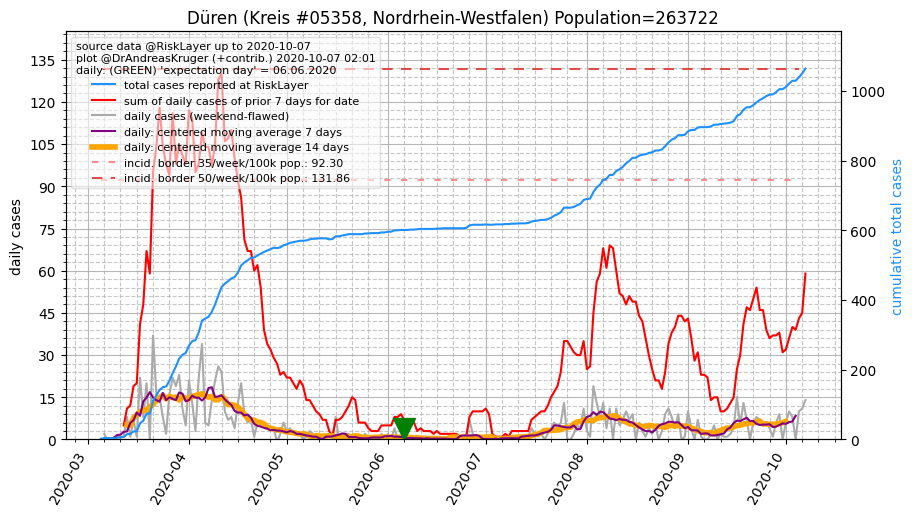 Düren (Kreis #05358, Nordrhein-Westfalen) Population=263722
source data @RiskLayer up to 2020-10-07
plot @DrAndreasKruger (+contrib.) 2020-10-07 02:01
daily: (GREEN) 'expectation day' = 06.06.2020
total cases reported at RiskLayer
sum of daily cases of prior 7 days for date
daily cases (weekend-flawed)
daily: centered moving average 7 days
daily: centered moving average 14 days
incid. border 35/week/100k pop.: 92.30
incid. border 50/week/100k pop.: 131.86
daily cases
135
120
105
90
75
60
45
30
15
0
cumulative total cases
1000
800
600
400
200
0
2020-03
2020-04
2020-05
2020-06
2020-07
2020-08
2020-09
2020-10